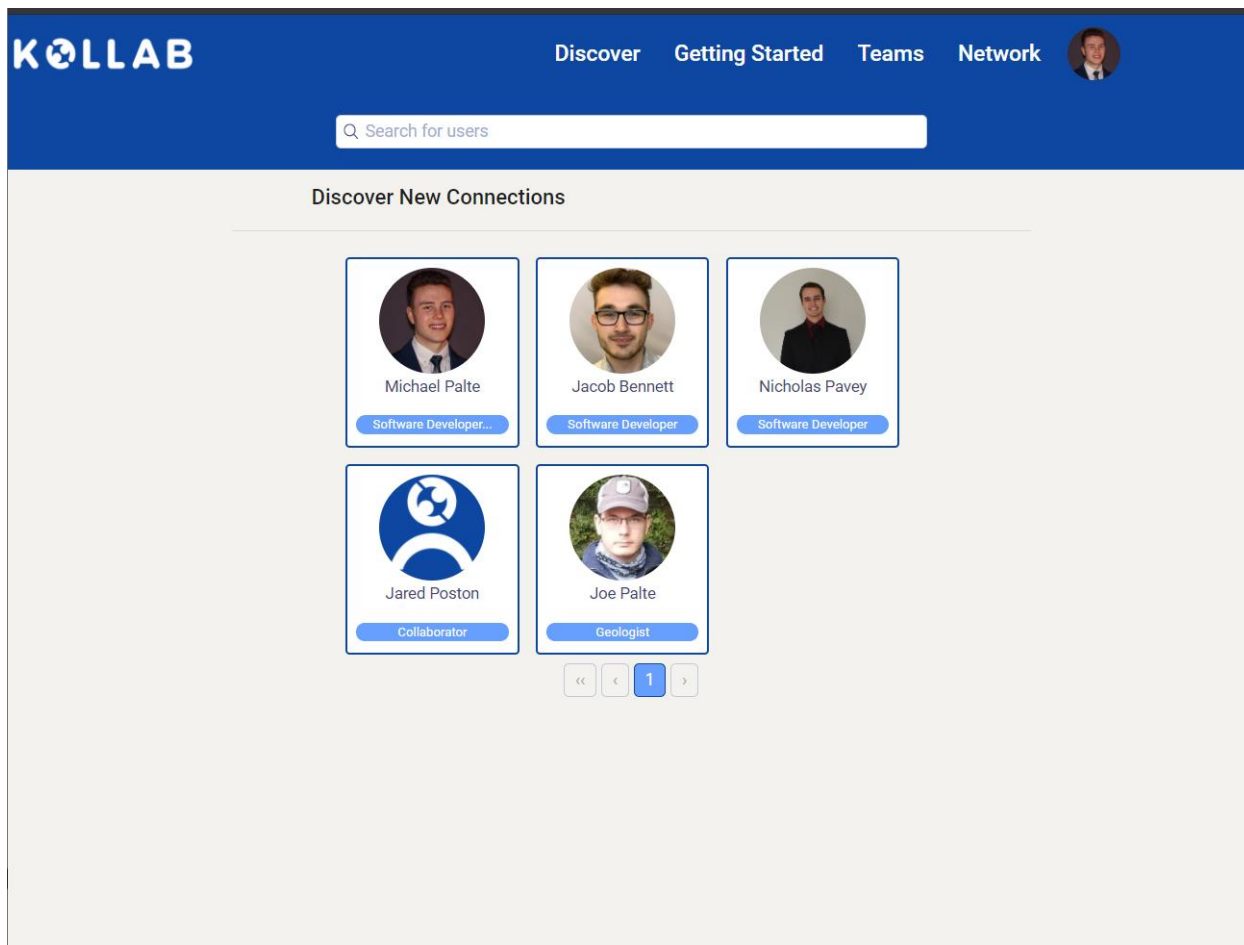 KOLLAB
Discover Getting Started Teams Network
Search for users
Discover New Connections
Michael Palte Jacob Bennett Nicholas Pavey
Software Developer... Software Developer Software Developer
Jared Poston Joe Palte
Collaborator Geologist
‹‹ ‹ 1 ›